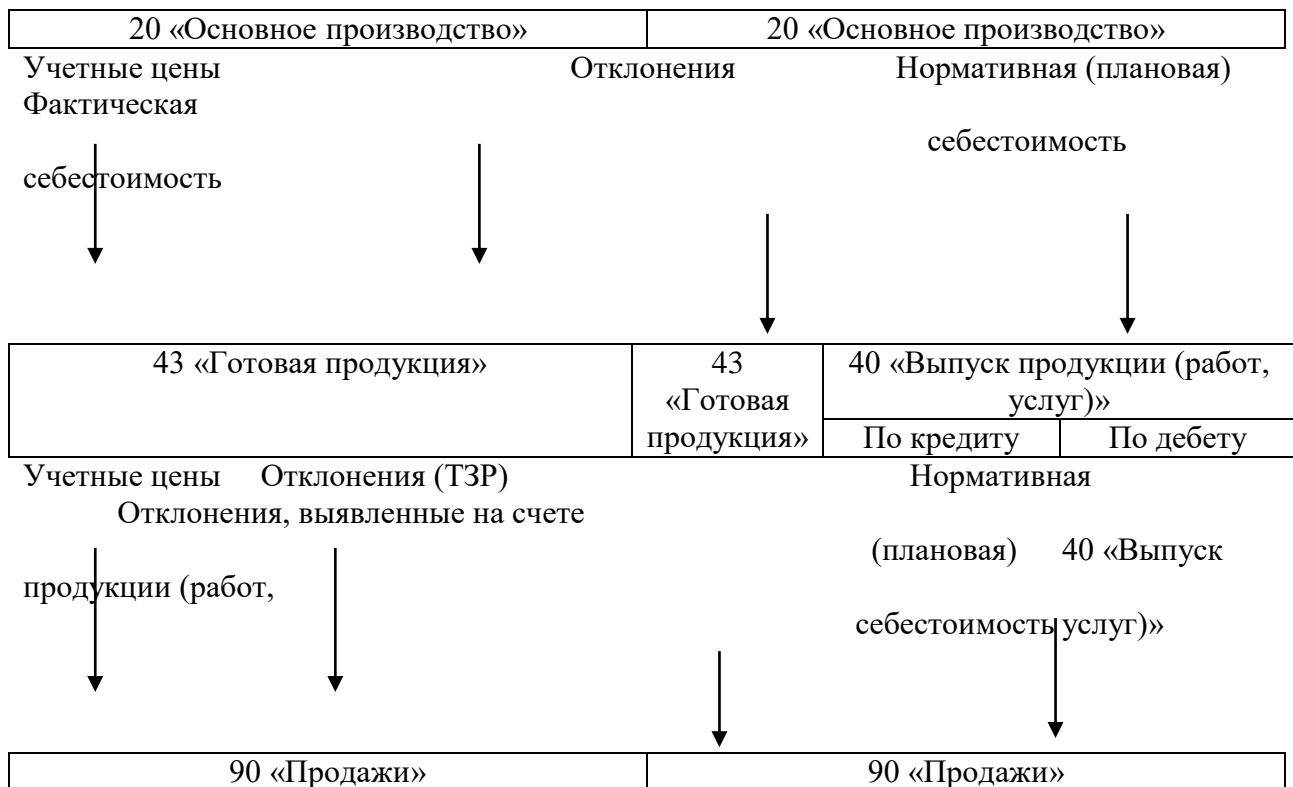 20 «Основное производство» 20 «Основное производство»
Учетные цены Отклонения Нормативная (плановая)
Фактическая
себестоимость
себестоимость
43 «Готовая продукция» 43 «Готовая продукция» 40 «Выпуск продукции (работ, услуг)»
По кредиту По дебету
Учетные цены Отклонения (ТЗР) Нормативная
Отклонения, выявленные на счете
(плановая) 40 «Выпуск
продукции (работ,
себестоимость услуг)»
90 «Продажи» 90 «Продажи»